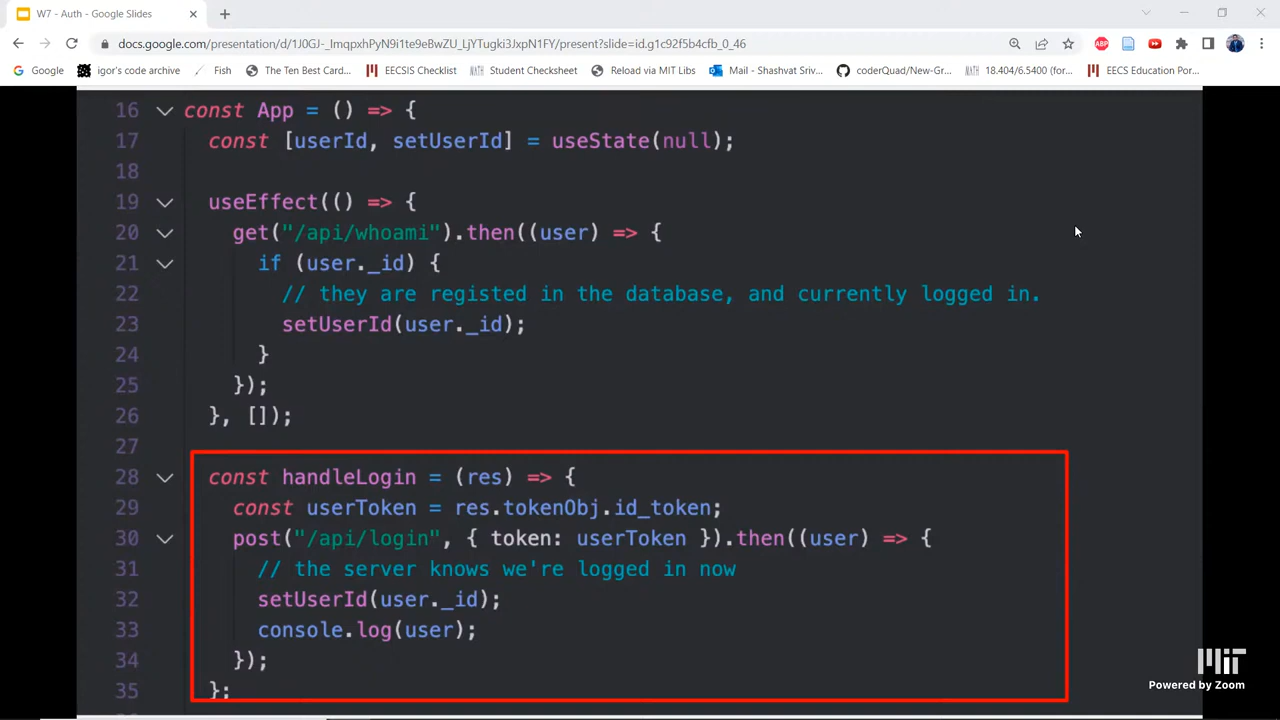 W7 - Auth - Google Slides
docs.google.com/presentation/d/1J0GJ-_ImqpxhPyN91te9eBwZU_LjYTugki3JxpN1FY/present?slide=id.g1c92f5b4cfb_0_46
ABP
Google igor's code archive Fish The Ten Best Card... EECSIS Checklist MATH Student Checksheet Reload via MIT Libs Mail - Shashvat Sriv... coderQuad/New-Gr... MATH 18.404/6.5400 (for... EECS Education Por...
16 const App = () => {
17 const [userId, setUserId] = useState(null);
18
19 useEffect(() => {
20 get("/api/whoami").then((user) => {
21 if (user._id) {
22 // they are registed in the database, and currently logged in.
23 setUserId(user._id);
24 }
25 });
26 }, []);
27
28 const handleLogin = (res) => {
29 const userToken = res.tokenObj.id_token;
30 post("/api/login", { token: userToken }).then((user) => {
31 // the server knows we're logged in now
32 setUserId(user._id);
33 console.log(user);
34 });
35 };
MIT
Powered by Zoom